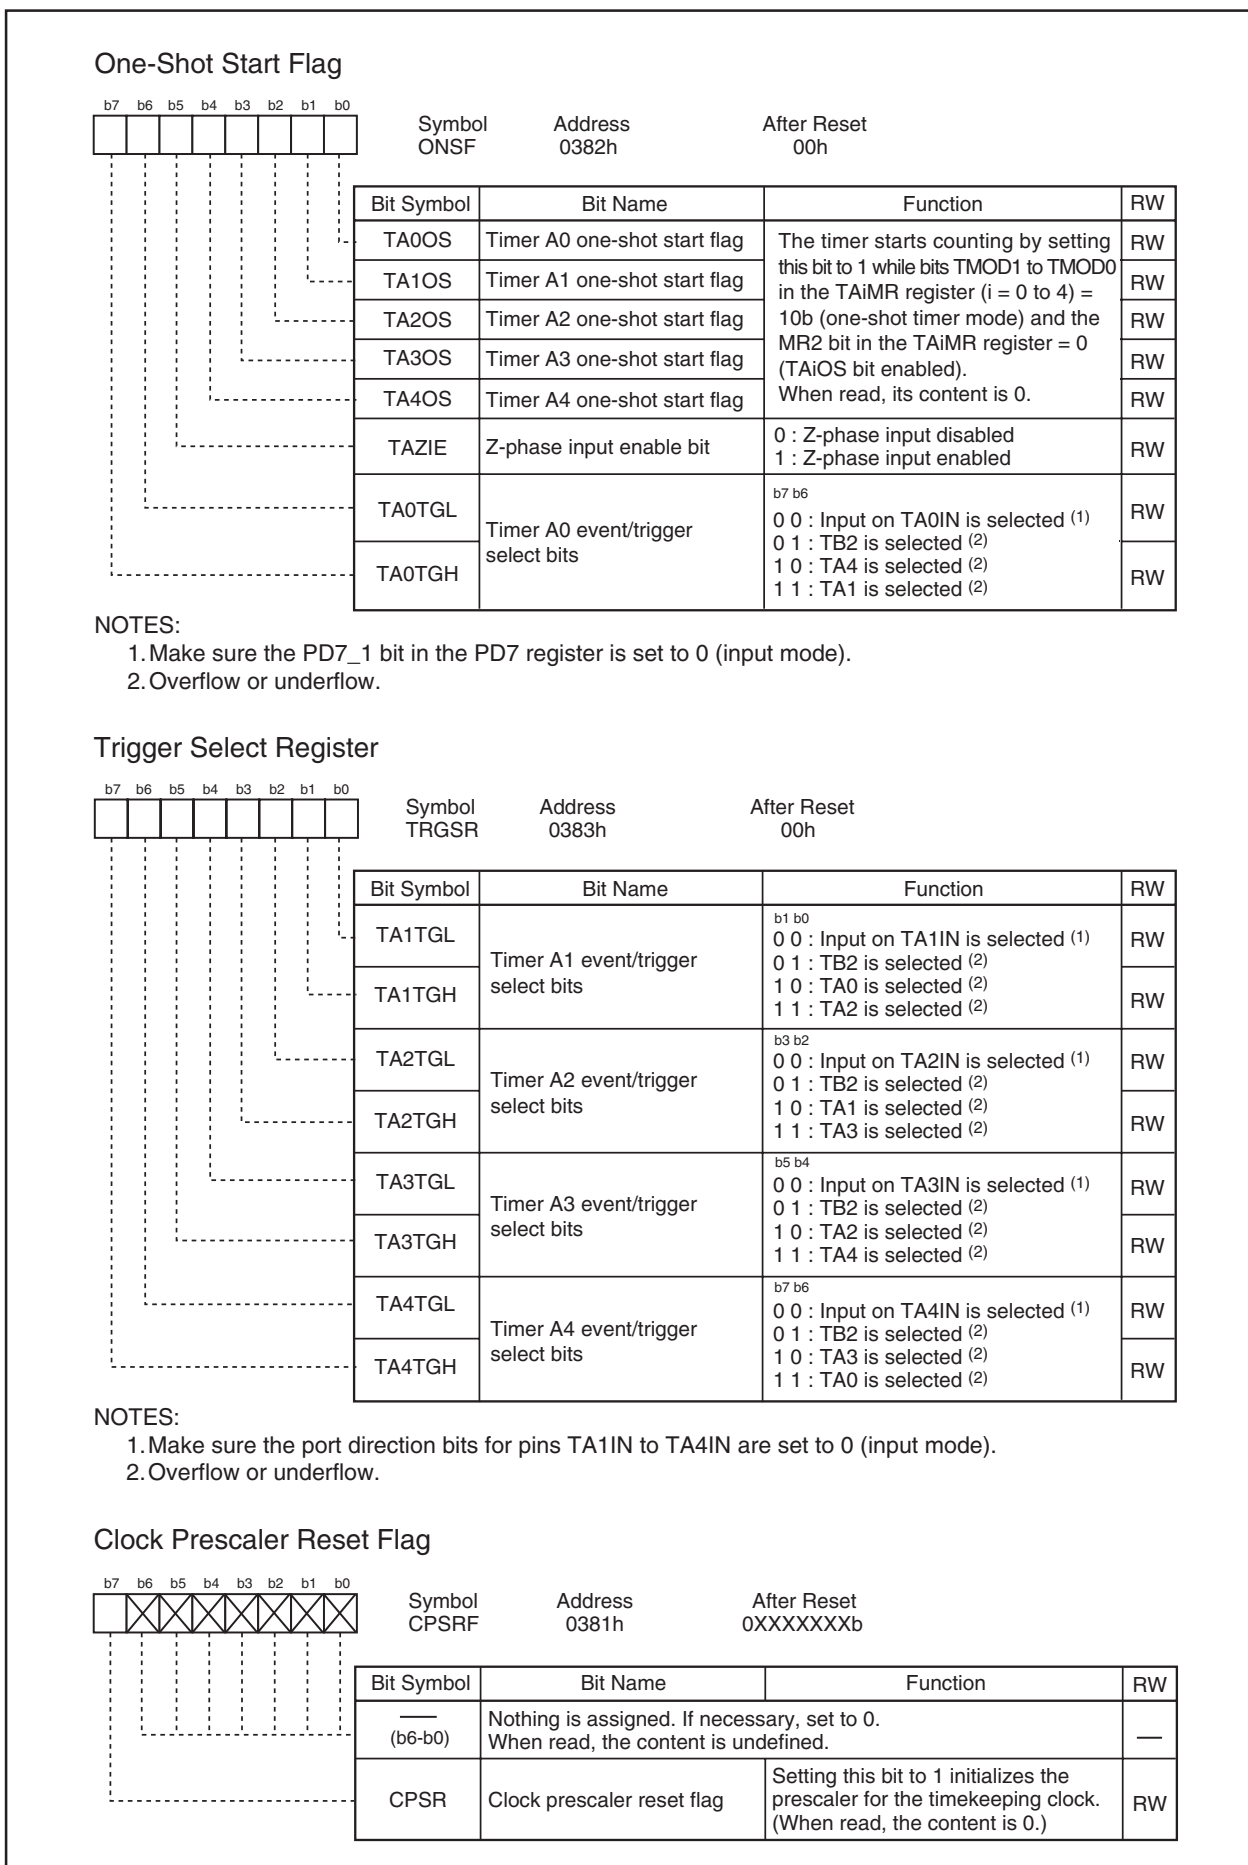 One-Shot Start Flag
b7 b6 b5 b4 b3 b2 b1 b0
Symbol Address After Reset
ONSF 0382h 00h
Bit Symbol Bit Name Function RW
TA0OS Timer A0 one-shot start flag RW
TA1OS Timer A1 one-shot start flag RW
TA2OS Timer A2 one-shot start flag RW
TA3OS Timer A3 one-shot start flag RW
TA4OS Timer A4 one-shot start flag RW
The timer starts counting by setting
this bit to 1 while bits TMOD1 to TMOD0
in the TAiMR register (i = 0 to 4) =
10b (one-shot timer mode) and the
MR2 bit in the TAiMR register = 0
(TAiOS bit enabled).
When read, its content is 0.
TAZIE Z-phase input enable bit RW
0 : Z-phase input disabled
1 : Z-phase input enabled
TA0TGL RW
TA0TGH RW
Timer A0 event/trigger
select bits
b7 b6
0 0 : Input on TA0IN is selected (1)
0 1 : TB2 is selected (2)
1 0 : TA4 is selected (2)
1 1 : TA1 is selected (2)
NOTES:
1. Make sure the PD7_1 bit in the PD7 register is set to 0 (input mode).
2. Overflow or underflow.
Trigger Select Register
b7 b6 b5 b4 b3 b2 b1 b0
Symbol Address After Reset
TRGSR 0383h 00h
Bit Symbol Bit Name Function RW
TA1TGL RW
TA1TGH RW
Timer A1 event/trigger
select bits
b1 b0
0 0 : Input on TA1IN is selected (1)
0 1 : TB2 is selected (2)
1 0 : TA0 is selected (2)
1 1 : TA2 is selected (2)
TA2TGL RW
TA2TGH RW
Timer A2 event/trigger
select bits
b3 b2
0 0 : Input on TA2IN is selected (1)
0 1 : TB2 is selected (2)
1 0 : TA1 is selected (2)
1 1 : TA3 is selected (2)
TA3TGL RW
TA3TGH RW
Timer A3 event/trigger
select bits
b5 b4
0 0 : Input on TA3IN is selected (1)
0 1 : TB2 is selected (2)
1 0 : TA2 is selected (2)
1 1 : TA4 is selected (2)
TA4TGL RW
TA4TGH RW
Timer A4 event/trigger
select bits
b7 b6
0 0 : Input on TA4IN is selected (1)
0 1 : TB2 is selected (2)
1 0 : TA3 is selected (2)
1 1 : TA0 is selected (2)
NOTES:
1. Make sure the port direction bits for pins TA1IN to TA4IN are set to 0 (input mode).
2. Overflow or underflow.
Clock Prescaler Reset Flag
b7 b6 b5 b4 b3 b2 b1 b0
Symbol Address After Reset
CPSRF 0381h 0XXXXXXXb
Bit Symbol Bit Name Function RW
—
(b6-b0)
Nothing is assigned. If necessary, set to 0.
When read, the content is undefined.
—
CPSR Clock prescaler reset flag RW
Setting this bit to 1 initializes the
prescaler for the timekeeping clock.
(When read, the content is 0.)